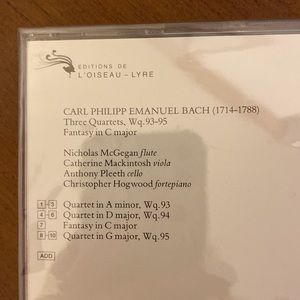 EDITIONS DE
L'OISEAU-LYRE
CARL PHILIPP EMANUEL BACH (1714-1788)
Three Quartets, Wq.93-95
Fantasy in C major
Nicholas McGegan flute
Catherine Mackintosh viola
Anthony Pleeth cello
Christopher Hogwood fortepiano
1-3 Quartet in A minor, Wq.93
4-6 Quartet in D major, Wq.94
7 Fantasy in C major
8-10 Quartet in G major, Wq.95
ADD